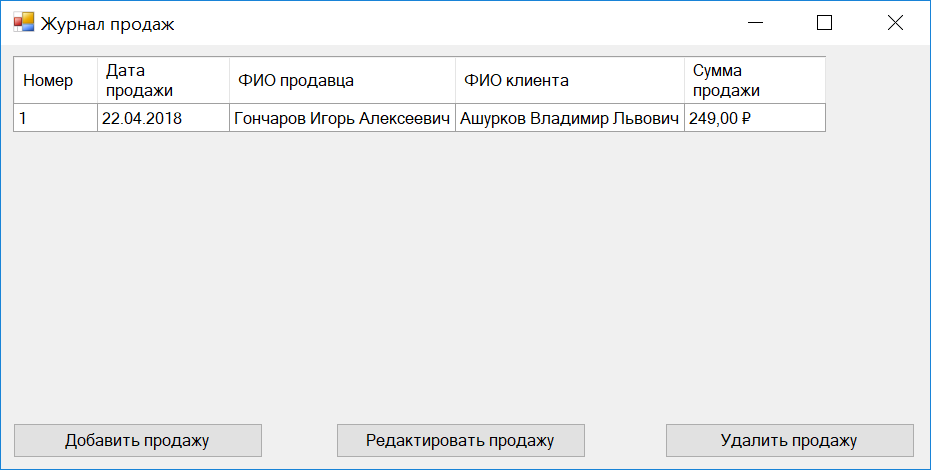 Журнал продаж
Номер Дата продажи ФИО продавца ФИО клиента Сумма продажи
1 22.04.2018 Гончаров Игорь Алексеевич Ашурков Владимир Львович 249,00 ₽
Добавить продажу Редактировать продажу Удалить продажу